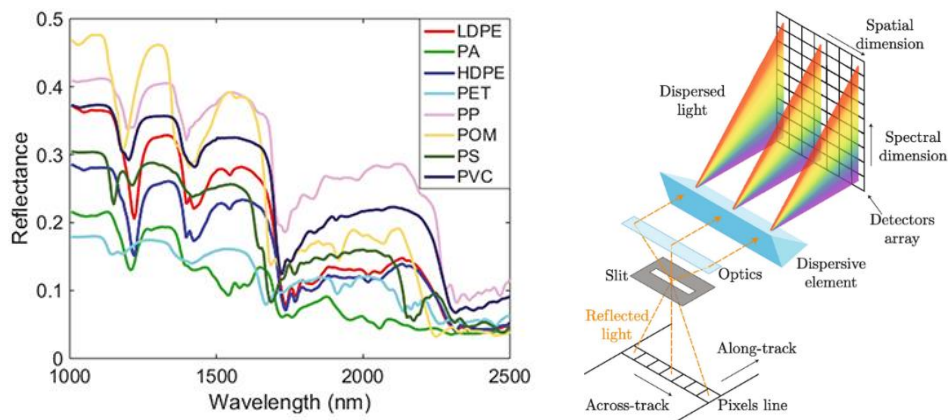 0.5
0.4
0.3
0.2
0.1
0
Reflectance
1000
1500
2000
2500
Wavelength (nm)
LDPE
PA
HDPE
PET
PP
POM
PS
PVC
Spatial
dimension
Dispersed
light
Spectral
dimension
Detectors
array
Slit
Optics
Dispersive
element
Reflected
light
Along-track
Across-track
Pixels line